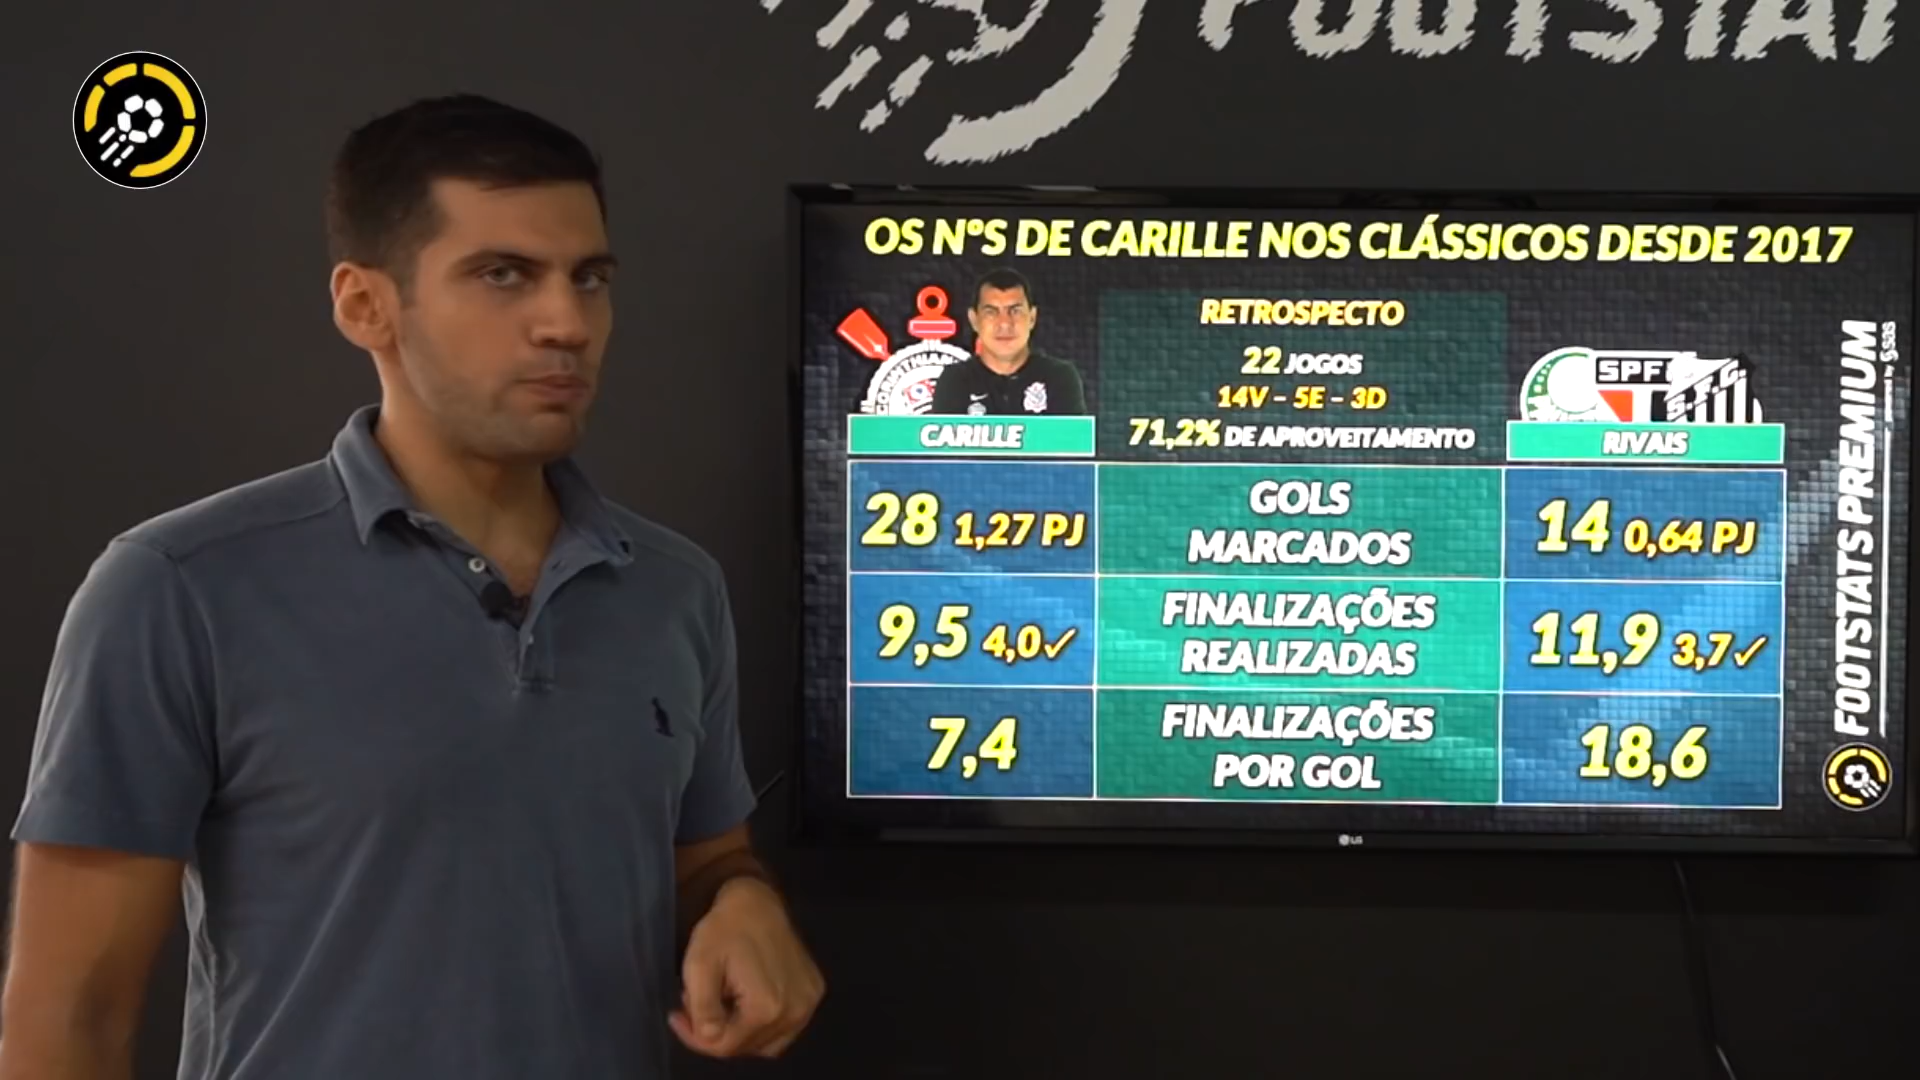 FOOTSTAT
OS NºS DE CARILLE NOS CLÁSSICOS DESDE 2017
RETROSPECTO
22 JOGOS
14V - 5E - 3D
71,2% DE APROVEITAMENTO
CORINTHIANS
CARILLE
SPF
S.F.C.
RIVAIS
28 1,27 PJ
GOLS
MARCADOS
14 0,64 PJ
9,5 4,0✓
FINALIZAÇÕES
REALIZADAS
11,9 3,7✓
7,4
FINALIZAÇÕES
POR GOL
18,6
FOOTSTATS PREMIUM
LG